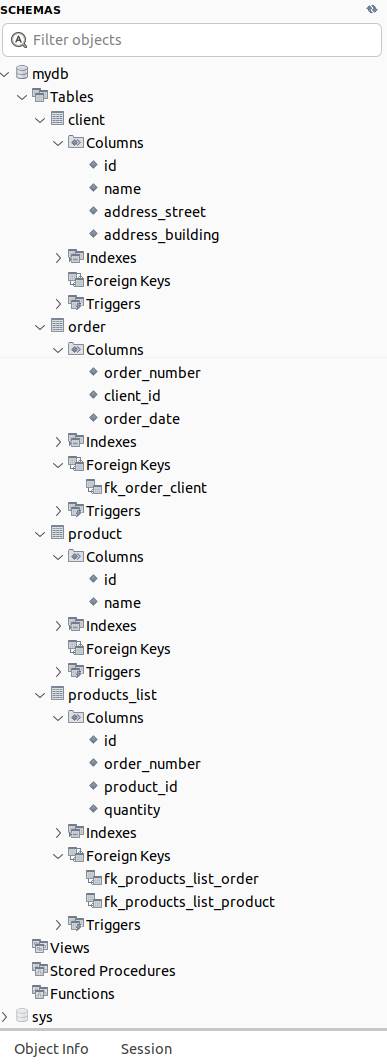 SCHEMAS
Filter objects
mydb
Tables
client
Columns
id
name
address_street
address_building
Indexes
Foreign Keys
Triggers
order
Columns
order_number
client_id
order_date
Indexes
Foreign Keys
fk_order_client
Triggers
product
Columns
id
name
Indexes
Foreign Keys
Triggers
products_list
Columns
id
order_number
product_id
quantity
Indexes
Foreign Keys
fk_products_list_order
fk_products_list_product
Triggers
Views
Stored Procedures
Functions
sys
Object Info Session